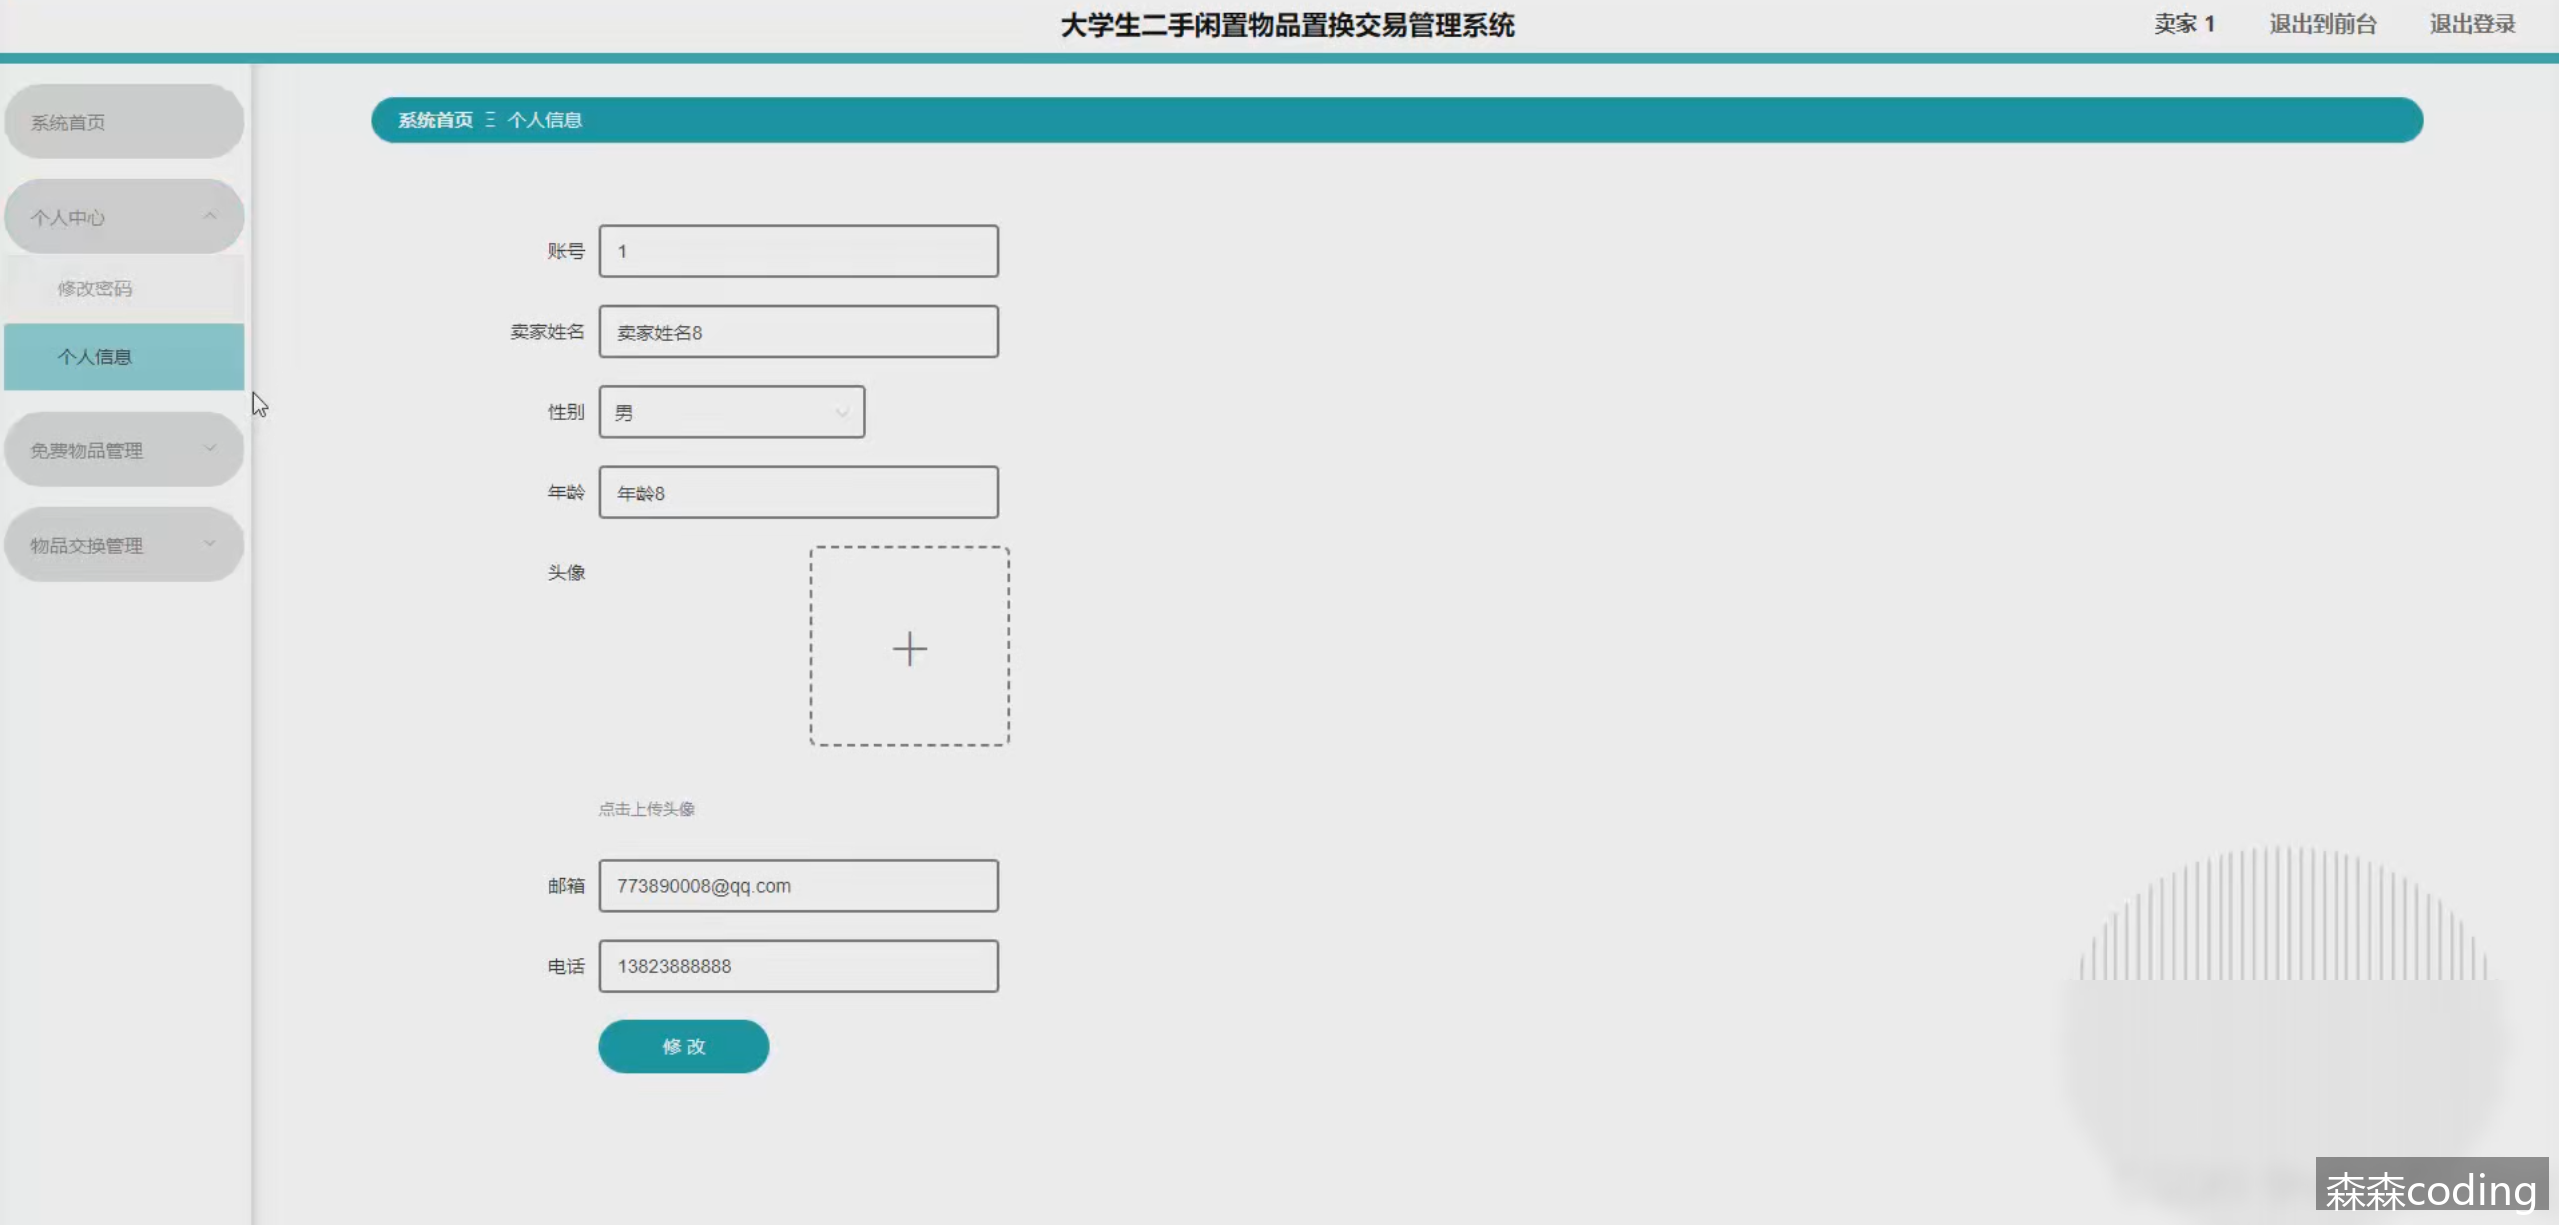 大学生二手闲置物品置换交易管理系统
卖家 1
退出到前台
退出登录
系统首页
个人中心
修改密码
个人信息
免费物品管理
物品交换管理
系统首页 Ξ 个人信息
账号 1
卖家姓名 卖家姓名8
性别 男
年龄 年龄8
头像
点击上传头像
邮箱 773890008@qq.com
电话 13823888888
修 改
森森coding